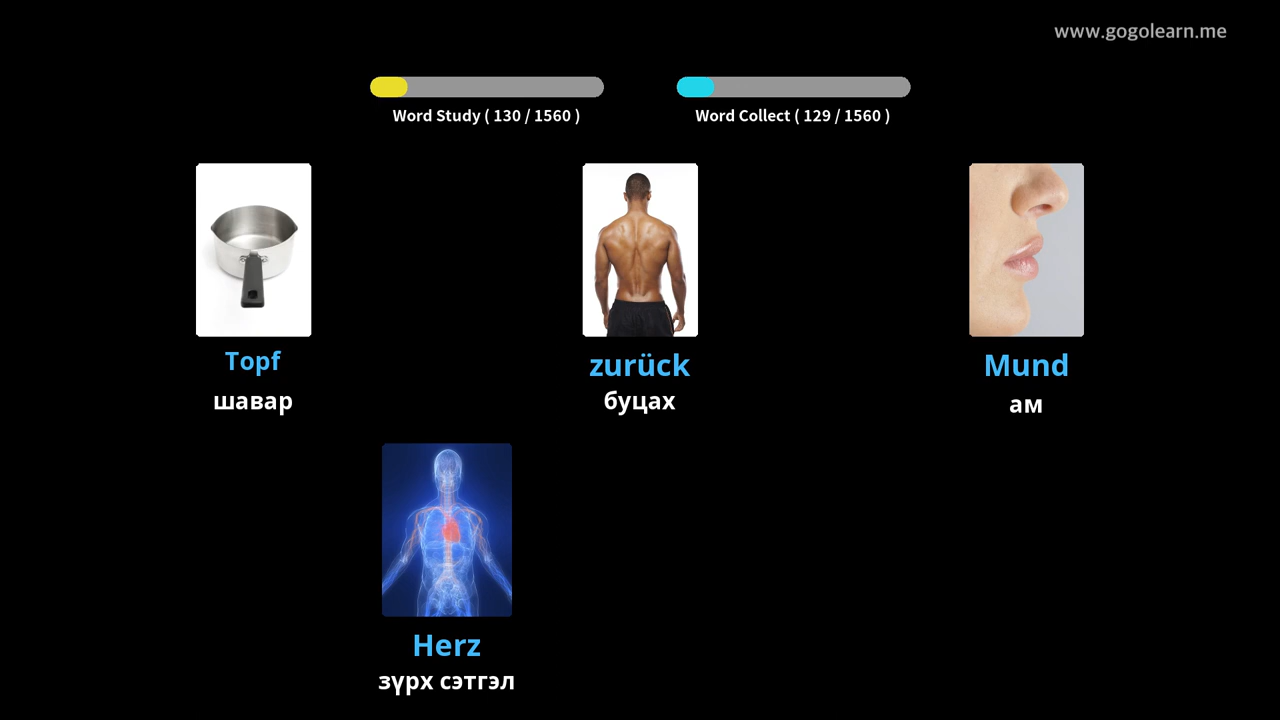 www.gogolearn.me
Word Study ( 130 / 1560 )
Word Collect ( 129 / 1560 )
Topf
zurück
Mund
шавар
буцах
ам
Herz
зүрх сэтгэл